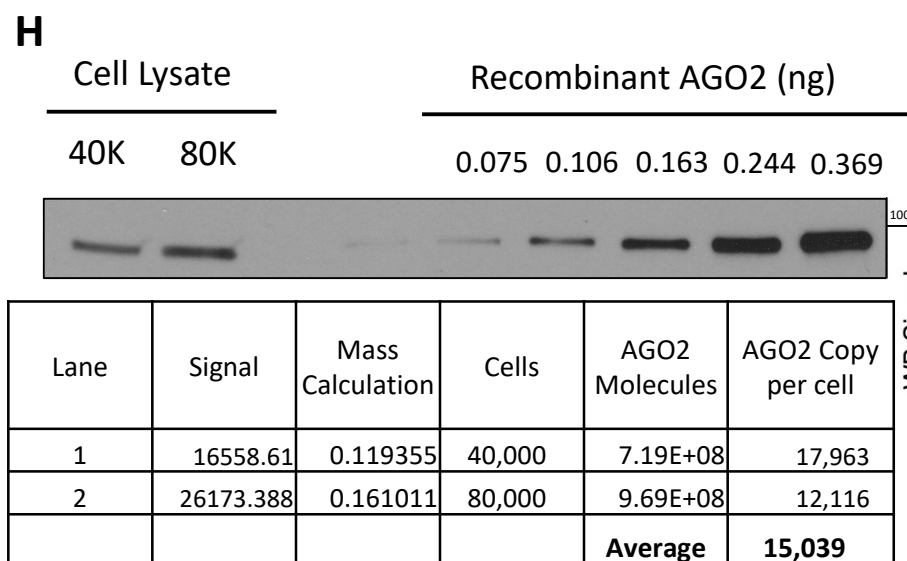 H
Cell Lysate
Recombinant AGO2 (ng)
40K 80K
0.075 0.106 0.163 0.244 0.369
100
Lane Signal Mass Calculation Cells AGO2 Molecules AGO2 Copy per cell
1 16558.61 0.119355 40,000 7.19E+08 17,963
2 26173.388 0.161011 80,000 9.69E+08 12,116
Average 15,039